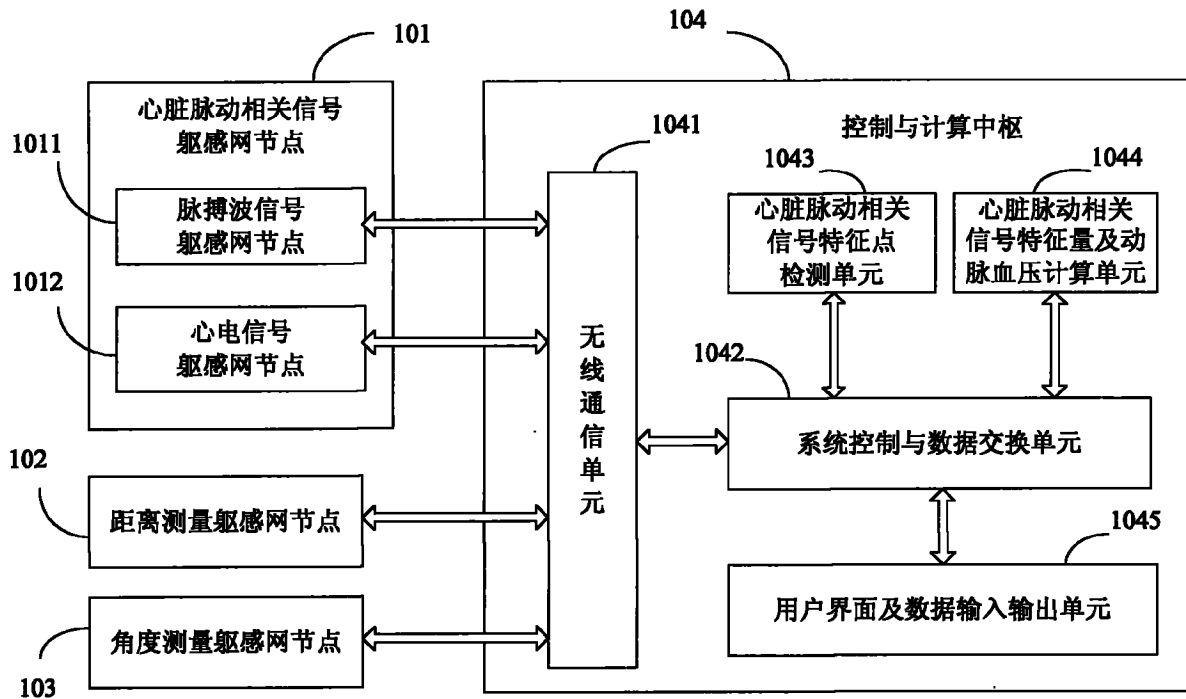 101
心脏脉动相关信号
躯感网节点
1011
脉搏波信号
躯感网节点
1012
心电信号
躯感网节点
102
距离测量躯感网节点
103
角度测量躯感网节点
104
控制与计算中枢
1041
无线通信单元
1043
心脏脉动相关
信号特征点
检测单元
1044
心脏脉动相关
信号特征量及动
脉血压计算单元
1042
系统控制与数据交换单元
1045
用户界面及数据输入输出单元